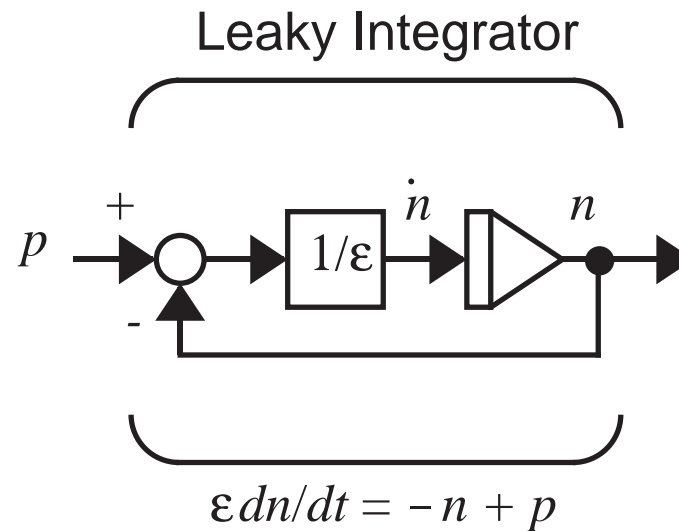 Leaky Integrator
+
ṅ
n
p
1/ε
-
ε dn/dt = – n + p